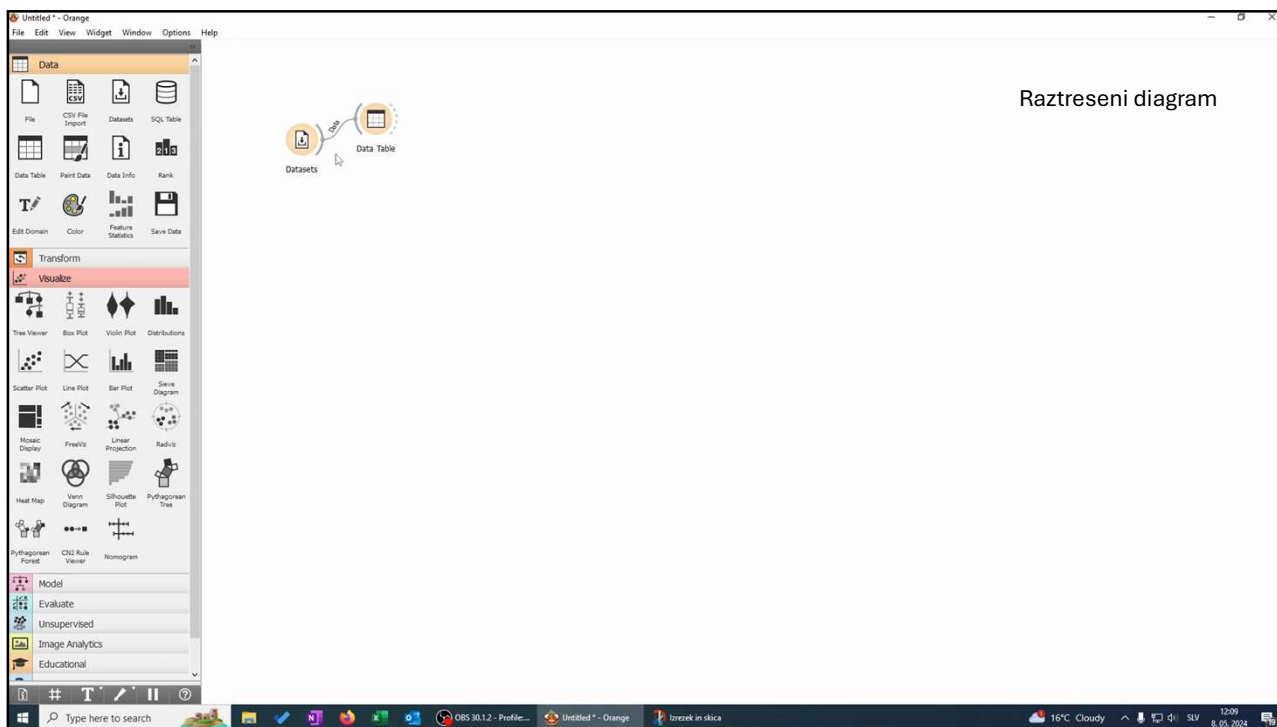 Untitled * - Orange
File Edit View Widget Window Options Help
Data
File
CSV File Import
Datasets
SQL Table
Data Table
Paint Data
Data Info
Rank
Edit Domain
Color
Feature Statistics
Save Data
Transform
Visualize
Tree Viewer
Box Plot
Violin Plot
Distributions
Scatter Plot
Line Plot
Bar Plot
Sieve Diagram
Mosaic Display
FreeViz
Linear Projection
Radviz
Heat Map
Venn Diagram
Silhouette Plot
Pythagorean Tree
Pythagorean Forest
CN2 Rule Viewer
Nomogram
Model
Evaluate
Unsupervised
Image Analytics
Educational
Datasets
Data
Data Table
Raztreseni diagram
Type here to search
OBS 30.1.2 - Profile:...
Untitled * - Orange
Izrezek in skica
16°C Cloudy
SLV
12:09
8. 05. 2024